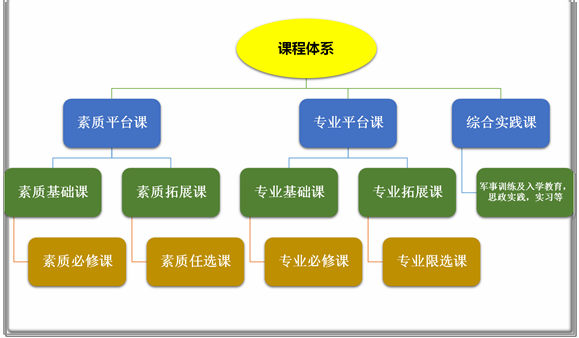 课程体系
素质平台课
专业平台课
综合实践课
素质基础课
素质拓展课
专业基础课
专业拓展课
军事训练及入学教育，
思政实践，实习等
素质必修课
素质任选课
专业必修课
专业限选课